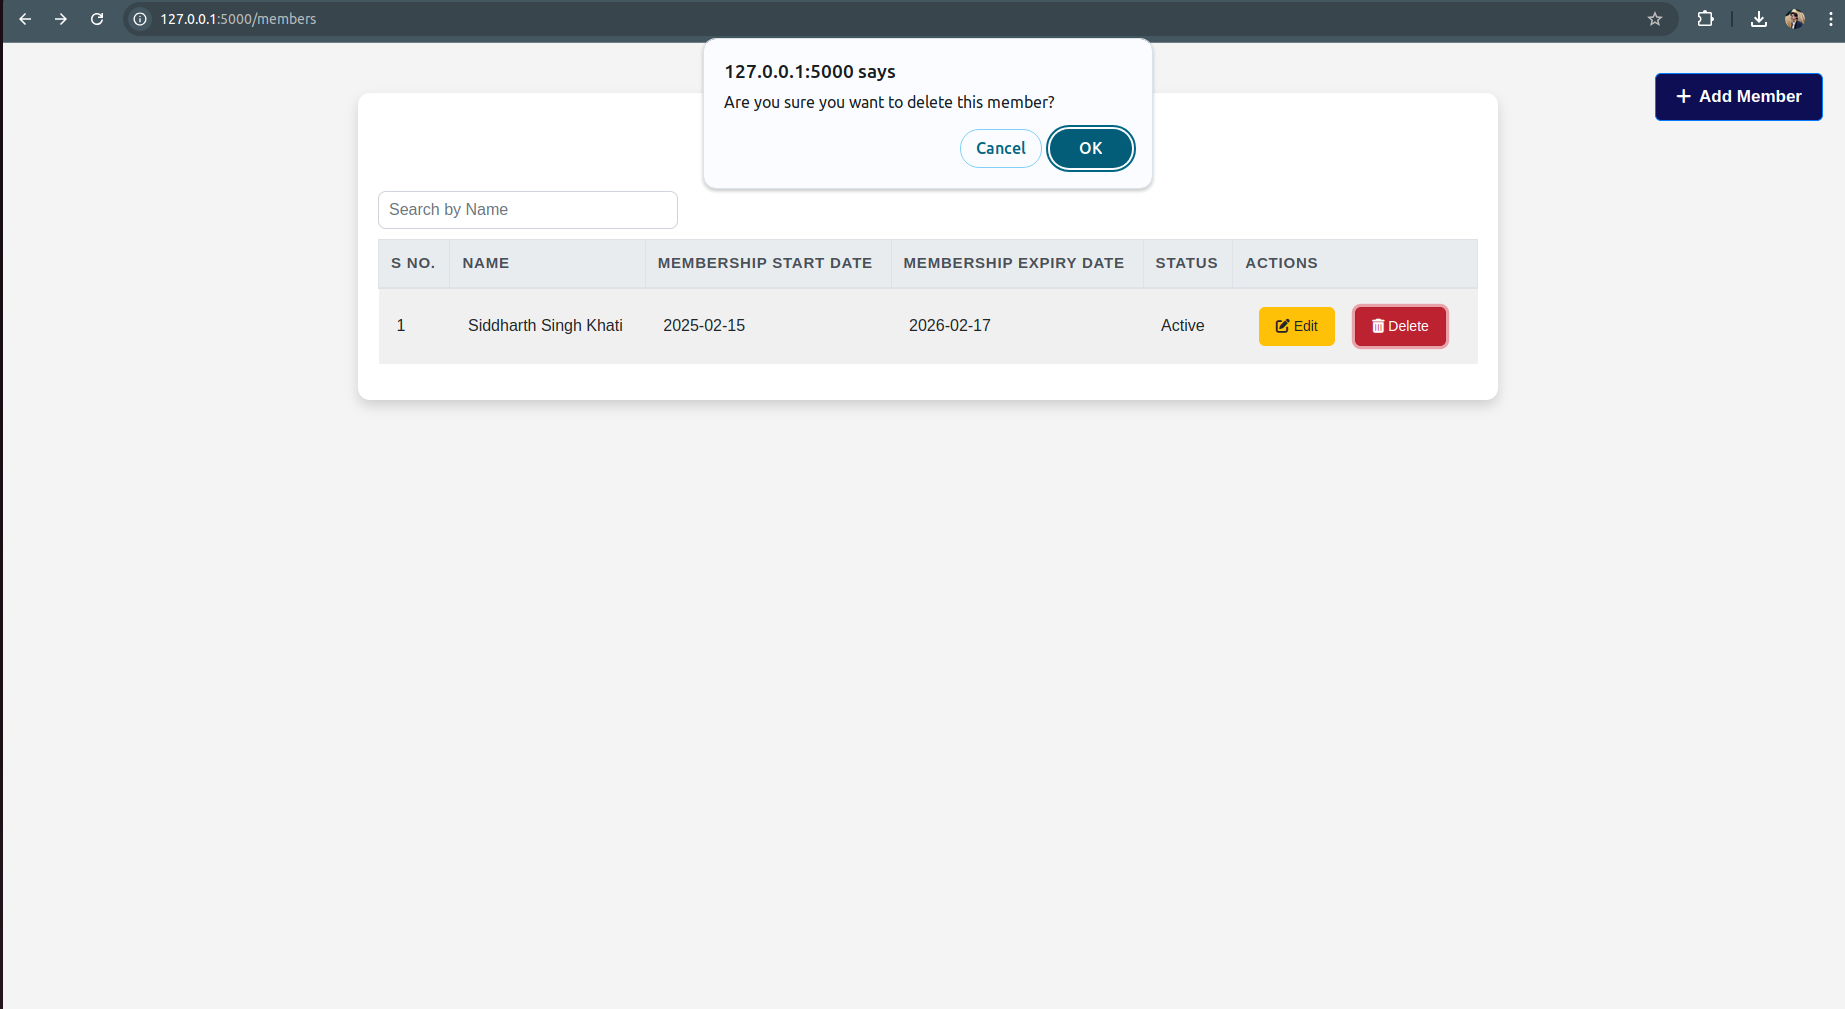 127.0.0.1:5000/members
127.0.0.1:5000 says
Are you sure you want to delete this member?
Cancel OK
Add Member
Search by Name
S NO. NAME MEMBERSHIP START DATE MEMBERSHIP EXPIRY DATE STATUS ACTIONS
1 Siddharth Singh Khati 2025-02-15 2026-02-17 Active Edit Delete